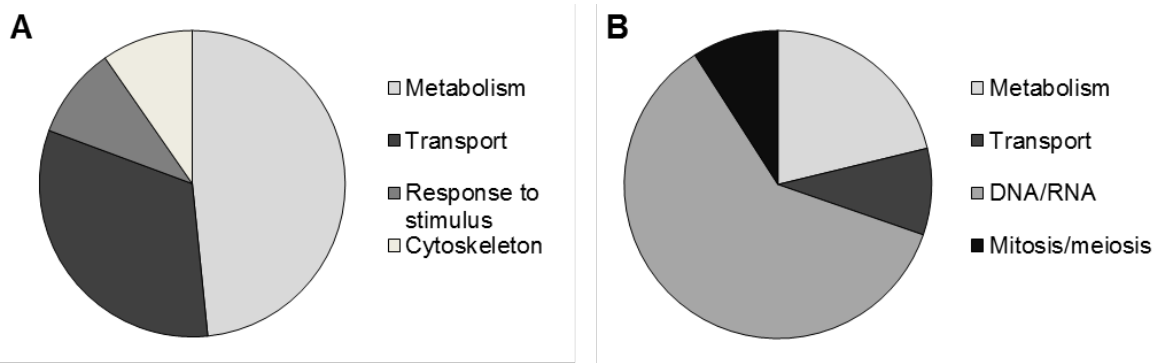 A
Metabolism
Transport
Response to
stimulus
Cytoskeleton
B
Metabolism
Transport
DNA/RNA
Mitosis/meiosis